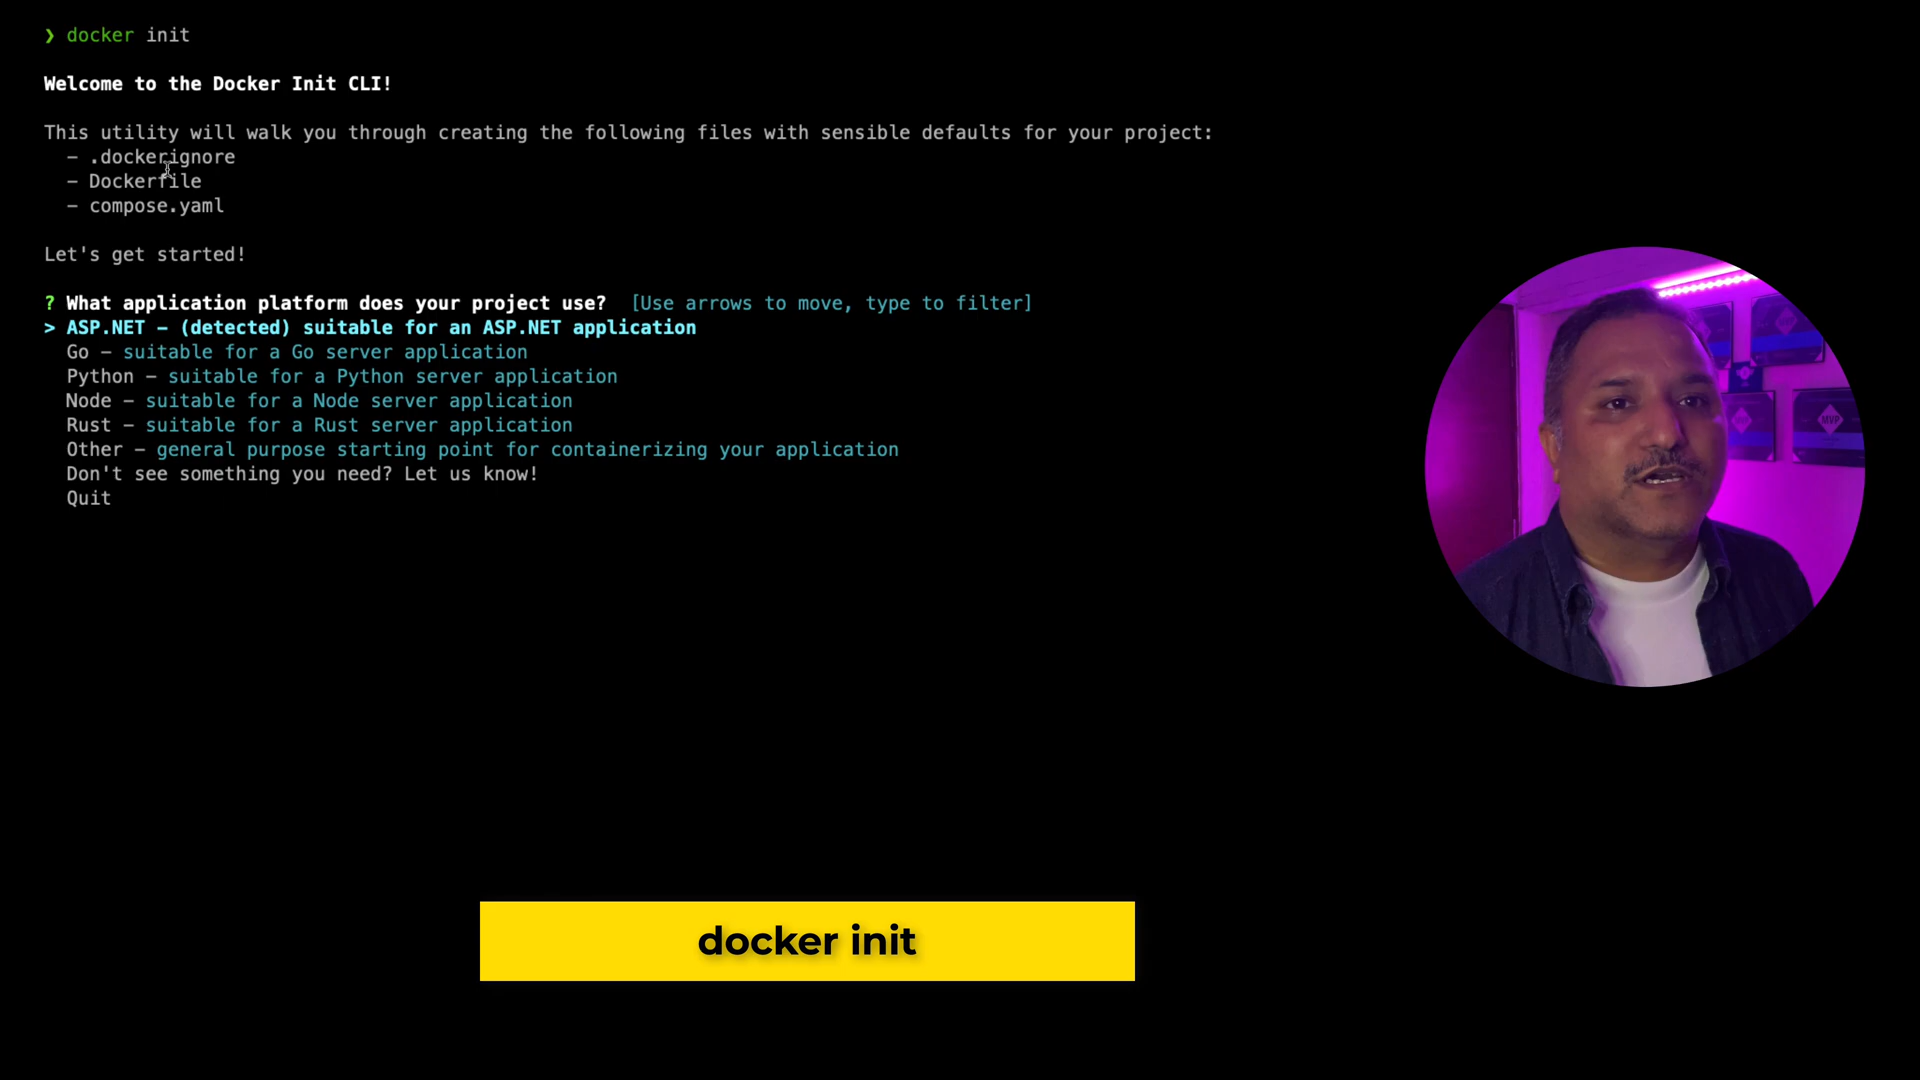 ❯ docker init
Welcome to the Docker Init CLI!
This utility will walk you through creating the following files with sensible defaults for your project:
– .dockerignore
– Dockerfile
– compose.yaml
Let's get started!
? What application platform does your project use? [Use arrows to move, type to filter]
> ASP.NET – (detected) suitable for an ASP.NET application
Go – suitable for a Go server application
Python – suitable for a Python server application
Node – suitable for a Node server application
Rust – suitable for a Rust server application
Other – general purpose starting point for containerizing your application
Don't see something you need? Let us know!
Quit
MVP
docker init